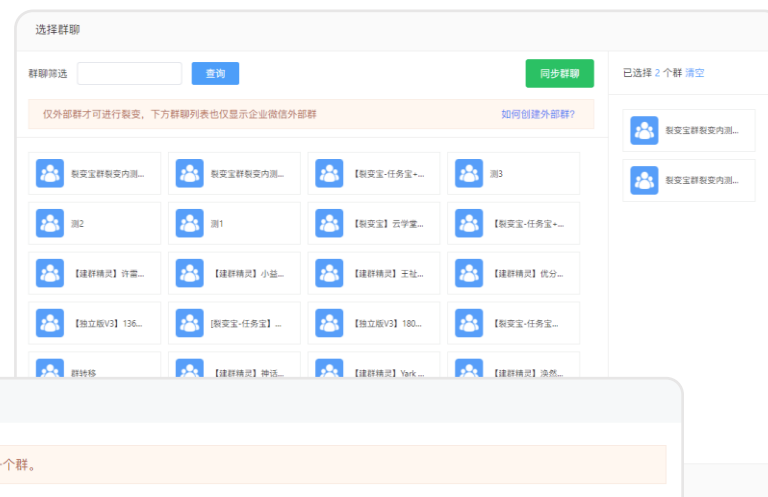 选择群聊
群聊筛选 查询 同步群聊
已选择 2 个群 清空
仅外部群才可进行裂变，下方群聊列表也仅显示企业微信外部群 如何创建外部群?
裂变宝群裂变内测... 裂变宝群裂变内测... 【裂变宝-任务宝+... 测3
测2 测1 【裂变宝】云学堂... 【裂变宝-任务宝+...
【建群精灵】许雷... 【建群精灵】小益... 【建群精灵】王祉... 【建群精灵】优分...
【独立版V3】136... [裂变宝-任务宝】... 【独立版V3】180... 【裂变宝-任务宝...
群转移 【建群精灵】神话... 【建群精灵】Yark ... 【建群精灵】涣然...
裂变宝群裂变内测...
裂变宝群裂变内测...
个群。